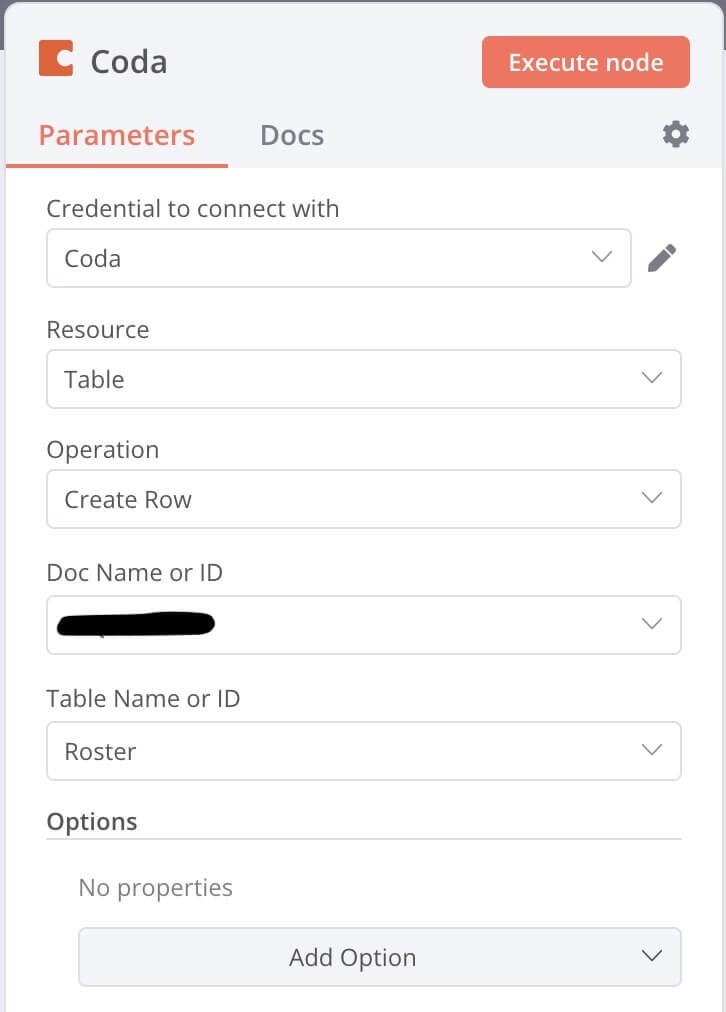 Coda
Execute node
Parameters
Docs
Credential to connect with
Coda
Resource
Table
Operation
Create Row
Doc Name or ID
Table Name or ID
Roster
Options
No properties
Add Option